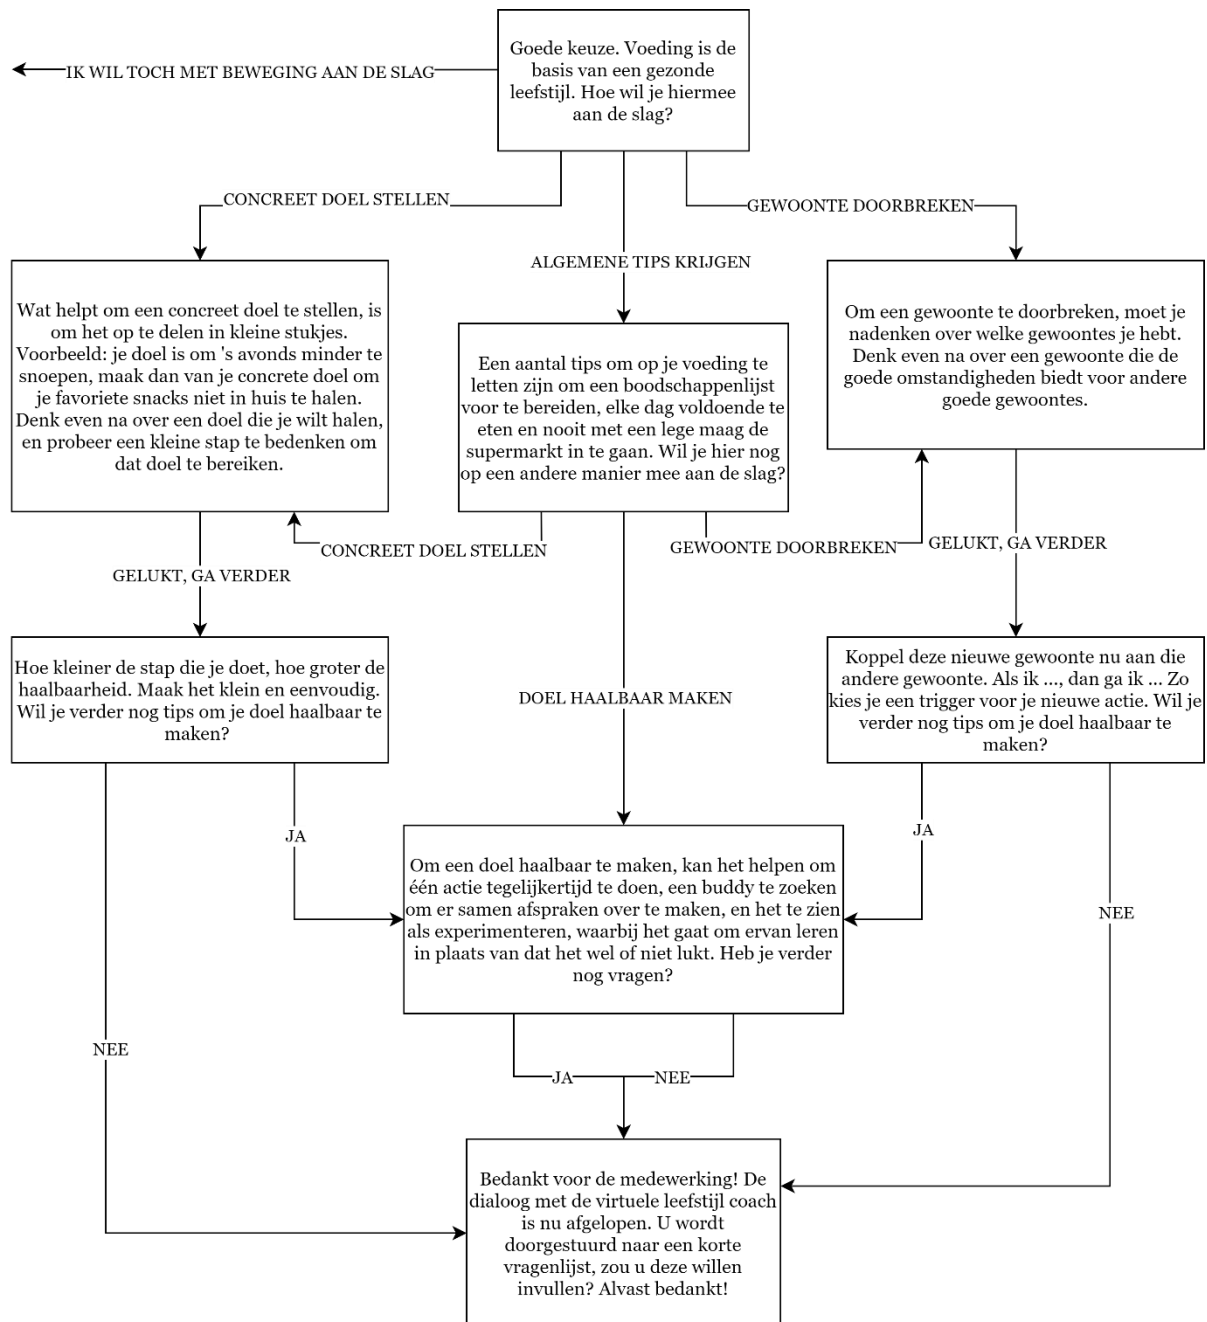 Goede keuze. Voeding is de
basis van een gezonde
leefstijl. Hoe wil je hiermee
aan de slag?
IK WIL TOCH MET BEWEGING AAN DE SLAG
CONCREET DOEL STELLEN
GEWOONTE DOORBREKEN
ALGEMENE TIPS KRIJGEN
Wat helpt om een concreet doel te stellen, is
om het op te delen in kleine stukjes.
Voorbeeld: je doel is om 's avonds minder te
snoepen, maak dan van je concrete doel om
je favoriete snacks niet in huis te halen.
Denk even na over een doel die je wilt halen,
en probeer een kleine stap te bedenken om
dat doel te bereiken.
Een aantal tips om op je voeding te
letten zijn om een boodschappenlijst
voor te bereiden, elke dag voldoende te
eten en nooit met een lege maag de
supermarkt in te gaan. Wil je hier nog
op een andere manier mee aan de slag?
Om een gewoonte te doorbreken, moet je
nadenken over welke gewoontes je hebt.
Denk even na over een gewoonte die de
goede omstandigheden biedt voor andere
goede gewoontes.
CONCREET DOEL STELLEN
GEWOONTE DOORBREKEN
GELUKT, GA VERDER
GELUKT, GA VERDER
Hoe kleiner de stap die je doet, hoe groter de
haalbaarheid. Maak het klein en eenvoudig.
Wil je verder nog tips om je doel haalbaar te
maken?
DOEL HAALBAAR MAKEN
Koppel deze nieuwe gewoonte nu aan die
andere gewoonte. Als ik ..., dan ga ik ... Zo
kies je een trigger voor je nieuwe actie. Wil je
verder nog tips om je doel haalbaar te
maken?
JA
JA
Om een doel haalbaar te maken, kan het helpen om
één actie tegelijkertijd te doen, een buddy te zoeken
om er samen afspraken over te maken, en het te zien
als experimenteren, waarbij het gaat om ervan leren
in plaats van dat het wel of niet lukt. Heb je verder
nog vragen?
NEE
NEE
JA
NEE
Bedankt voor de medewerking! De
dialoog met de virtuele leefstijl coach
is nu afgelopen. U wordt
doorgestuurd naar een korte
vragenlijst, zou u deze willen
invullen? Alvast bedankt!